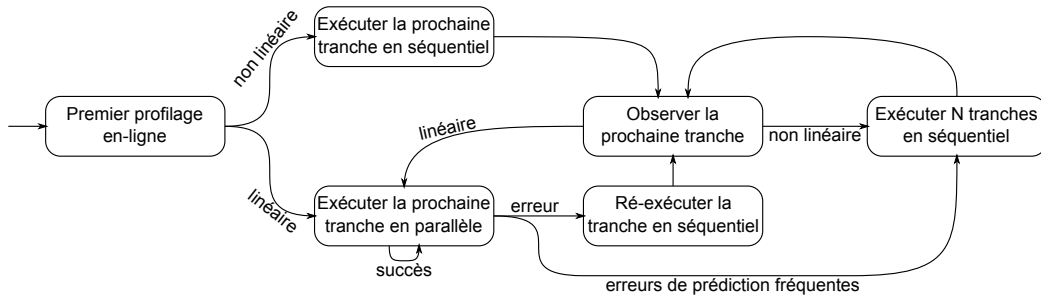 Exécuter la prochaine
tranche en séquentiel
non linéaire
Premier profilage
en-ligne
Observer la
prochaine tranche
linéaire
non linéaire
Exécuter N tranches
en séquentiel
linéaire
Exécuter la prochaine
tranche en parallèle
erreur
Ré-exécuter la
tranche en séquentiel
succès
erreurs de prédiction fréquentes